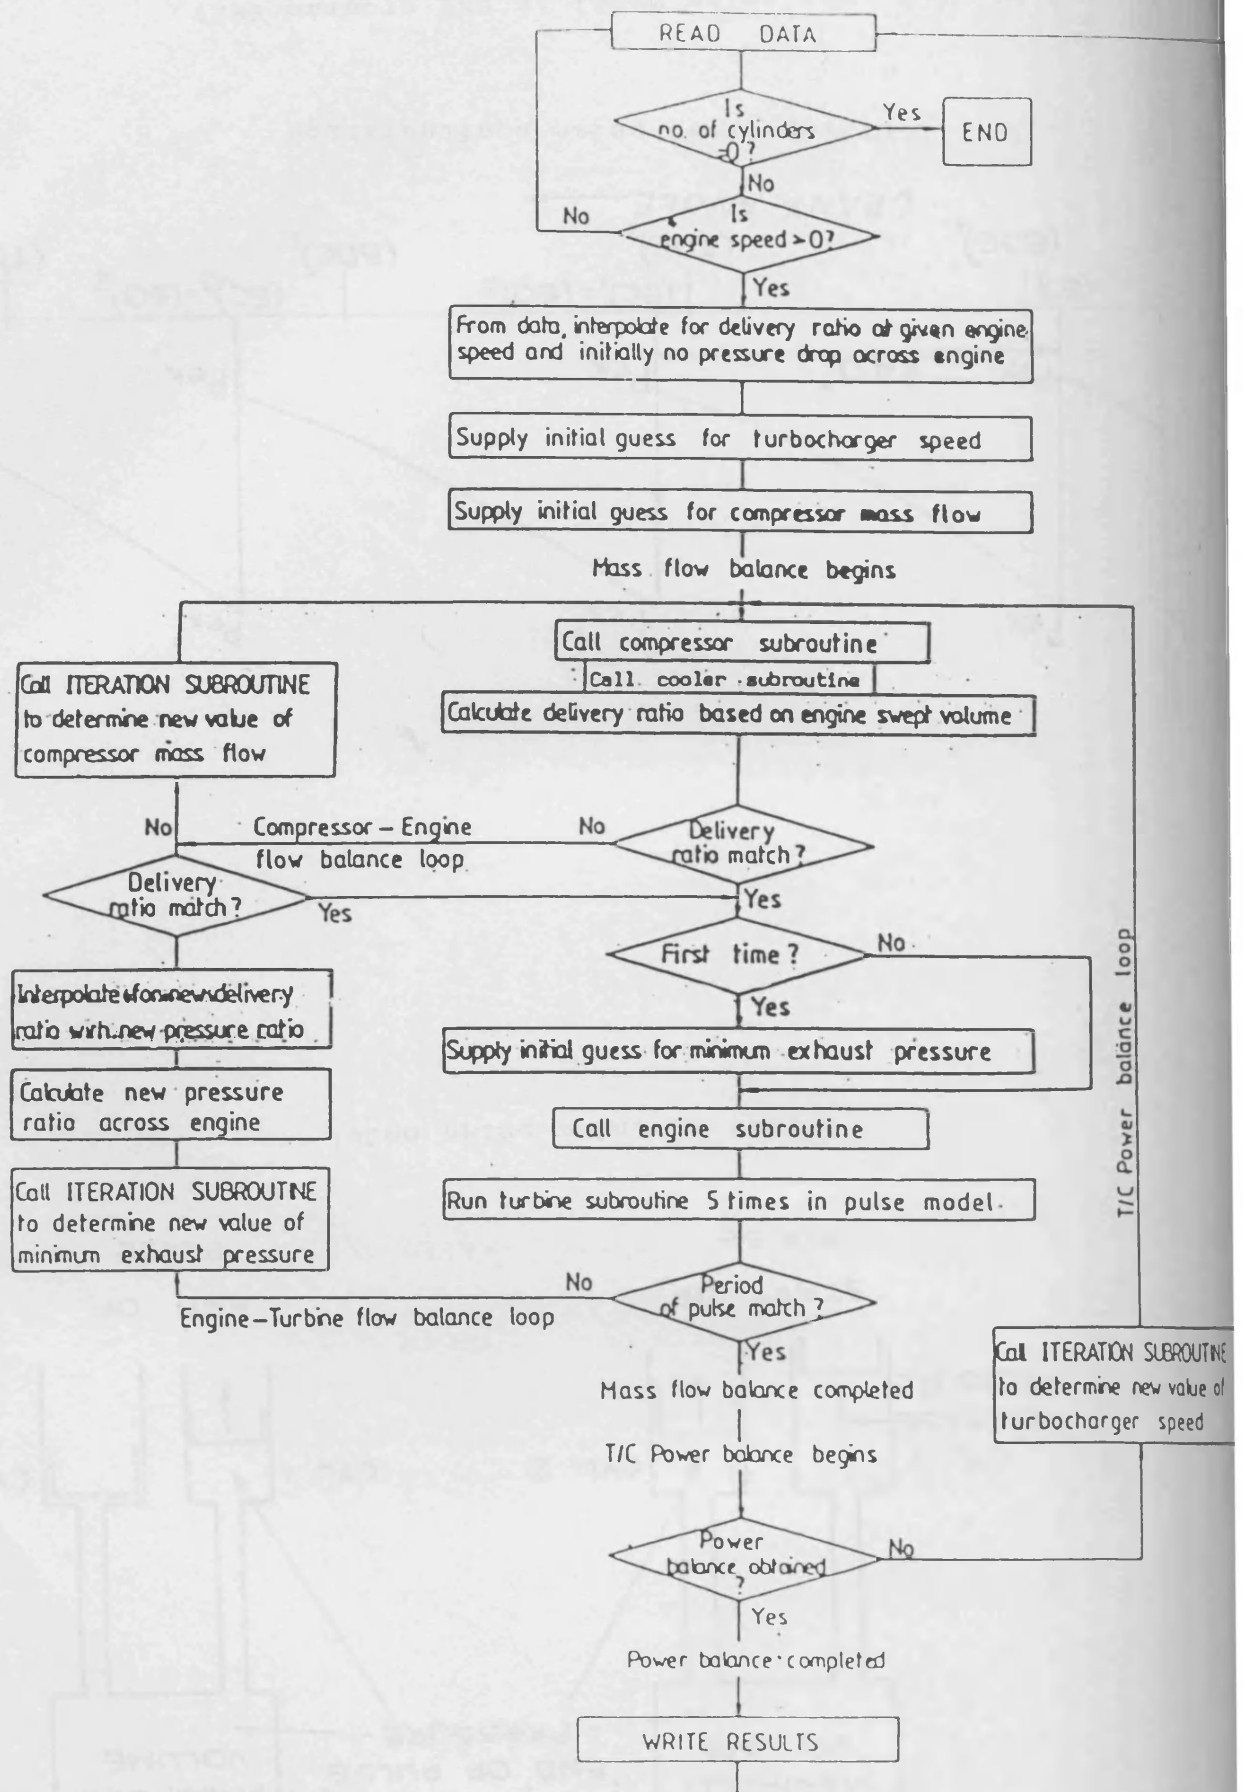 READ DATA
Is
no. of cylinders
=0?
Yes
END
No
Is
engine speed > 0?
No
Yes
From data, interpolate for delivery ratio at given engine
speed and initially no pressure drop across engine
Supply initial guess for turbocharger speed
Supply initial guess for compressor mass flow
Mass flow balance begins
Call compressor subroutine
Call cooler subroutine
Calculate delivery ratio based on engine swept volume
Call ITERATION SUBROUTINE
to determine new value of
compressor mass flow
No
Compressor – Engine
flow balance loop
No
Delivery
ratio match?
Delivery
ratio match?
Yes
Yes
First time?
No
Yes
Interpolate for new delivery
ratio with new pressure ratio
Supply initial guess for minimum exhaust pressure
Calculate new pressure
ratio across engine
Call engine subroutine
T/C Power balance loop
Call ITERATION SUBROUTINE
to determine new value of
minimum exhaust pressure
Run turbine subroutine 5 times in pulse model.
No
Period
of pulse match?
Engine–Turbine flow balance loop
Yes
Call ITERATION SUBROUTINE
to determine new value of
turbocharger speed
Mass flow balance completed
T/C Power balance begins
Power
balance obtained
?
No
Yes
Power balance completed
WRITE RESULTS